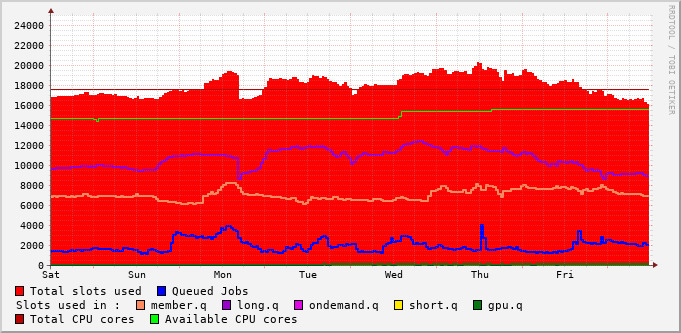 24000
22000
20000
18000
16000
14000
12000
10000
8000
6000
4000
2000
0
Sat Sun Mon Tue Wed Thu Fri
RRDTOOL / TOBI OETIKER
Total slots used Queued Jobs
Slots used in : member.q long.q ondemand.q short.q gpu.q
Total CPU cores Available CPU cores